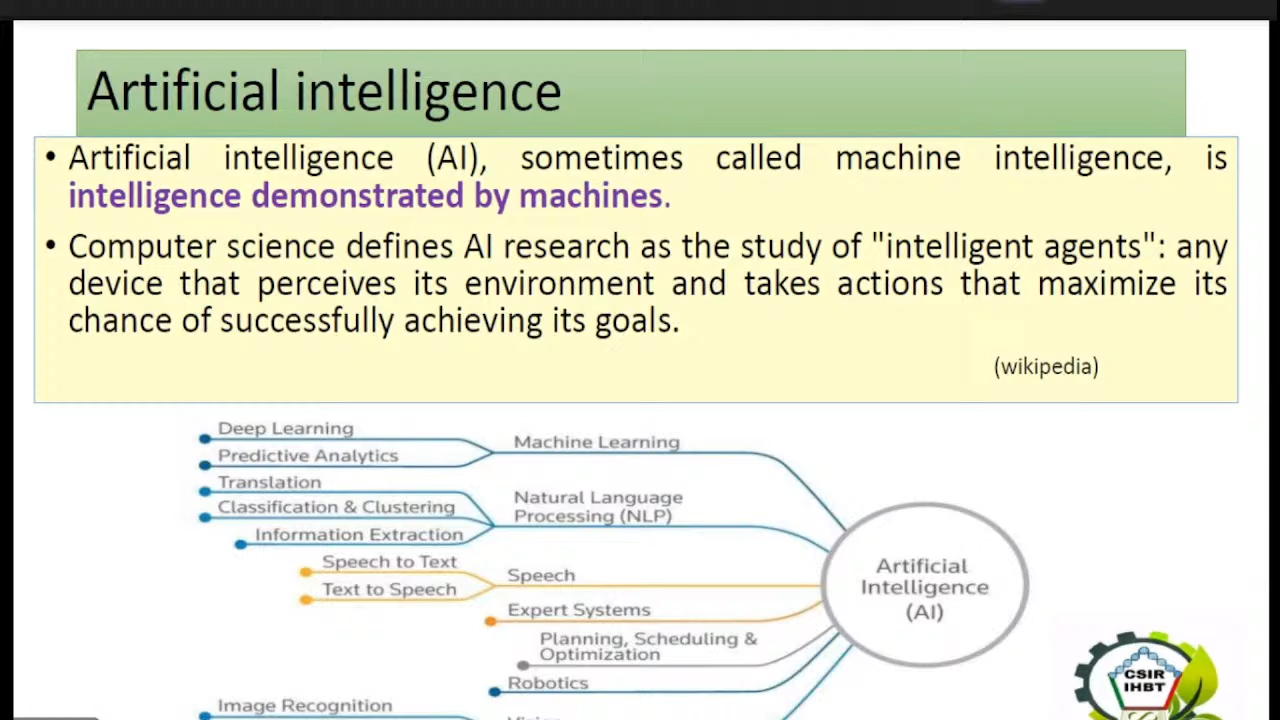 Artificial intelligence
• Artificial intelligence (AI), sometimes called machine intelligence, is
intelligence demonstrated by machines.
• Computer science defines AI research as the study of "intelligent agents": any
device that perceives its environment and takes actions that maximize its
chance of successfully achieving its goals.
(wikipedia)
Deep Learning
Predictive Analytics
Machine Learning
Translation
Classification & Clustering
Information Extraction
Natural Language
Processing (NLP)
Speech to Text
Text to Speech
Speech
Expert Systems
Planning, Scheduling &
Optimization
Robotics
Image Recognition
Artificial
Intelligence
(AI)
CSIR
IHBT